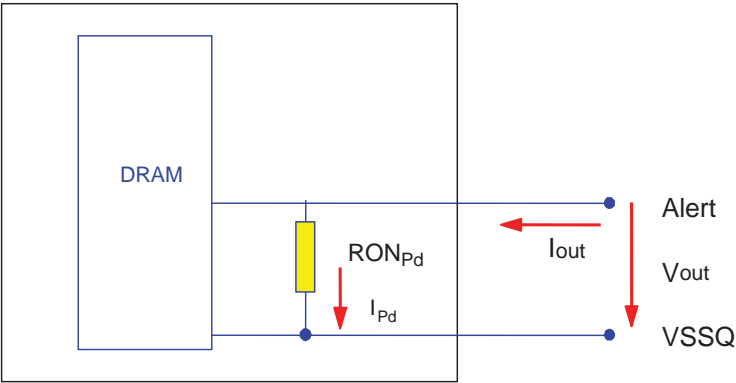 DRAM
Alert
RONPd
Iout
Vout
IPd
VSSQ